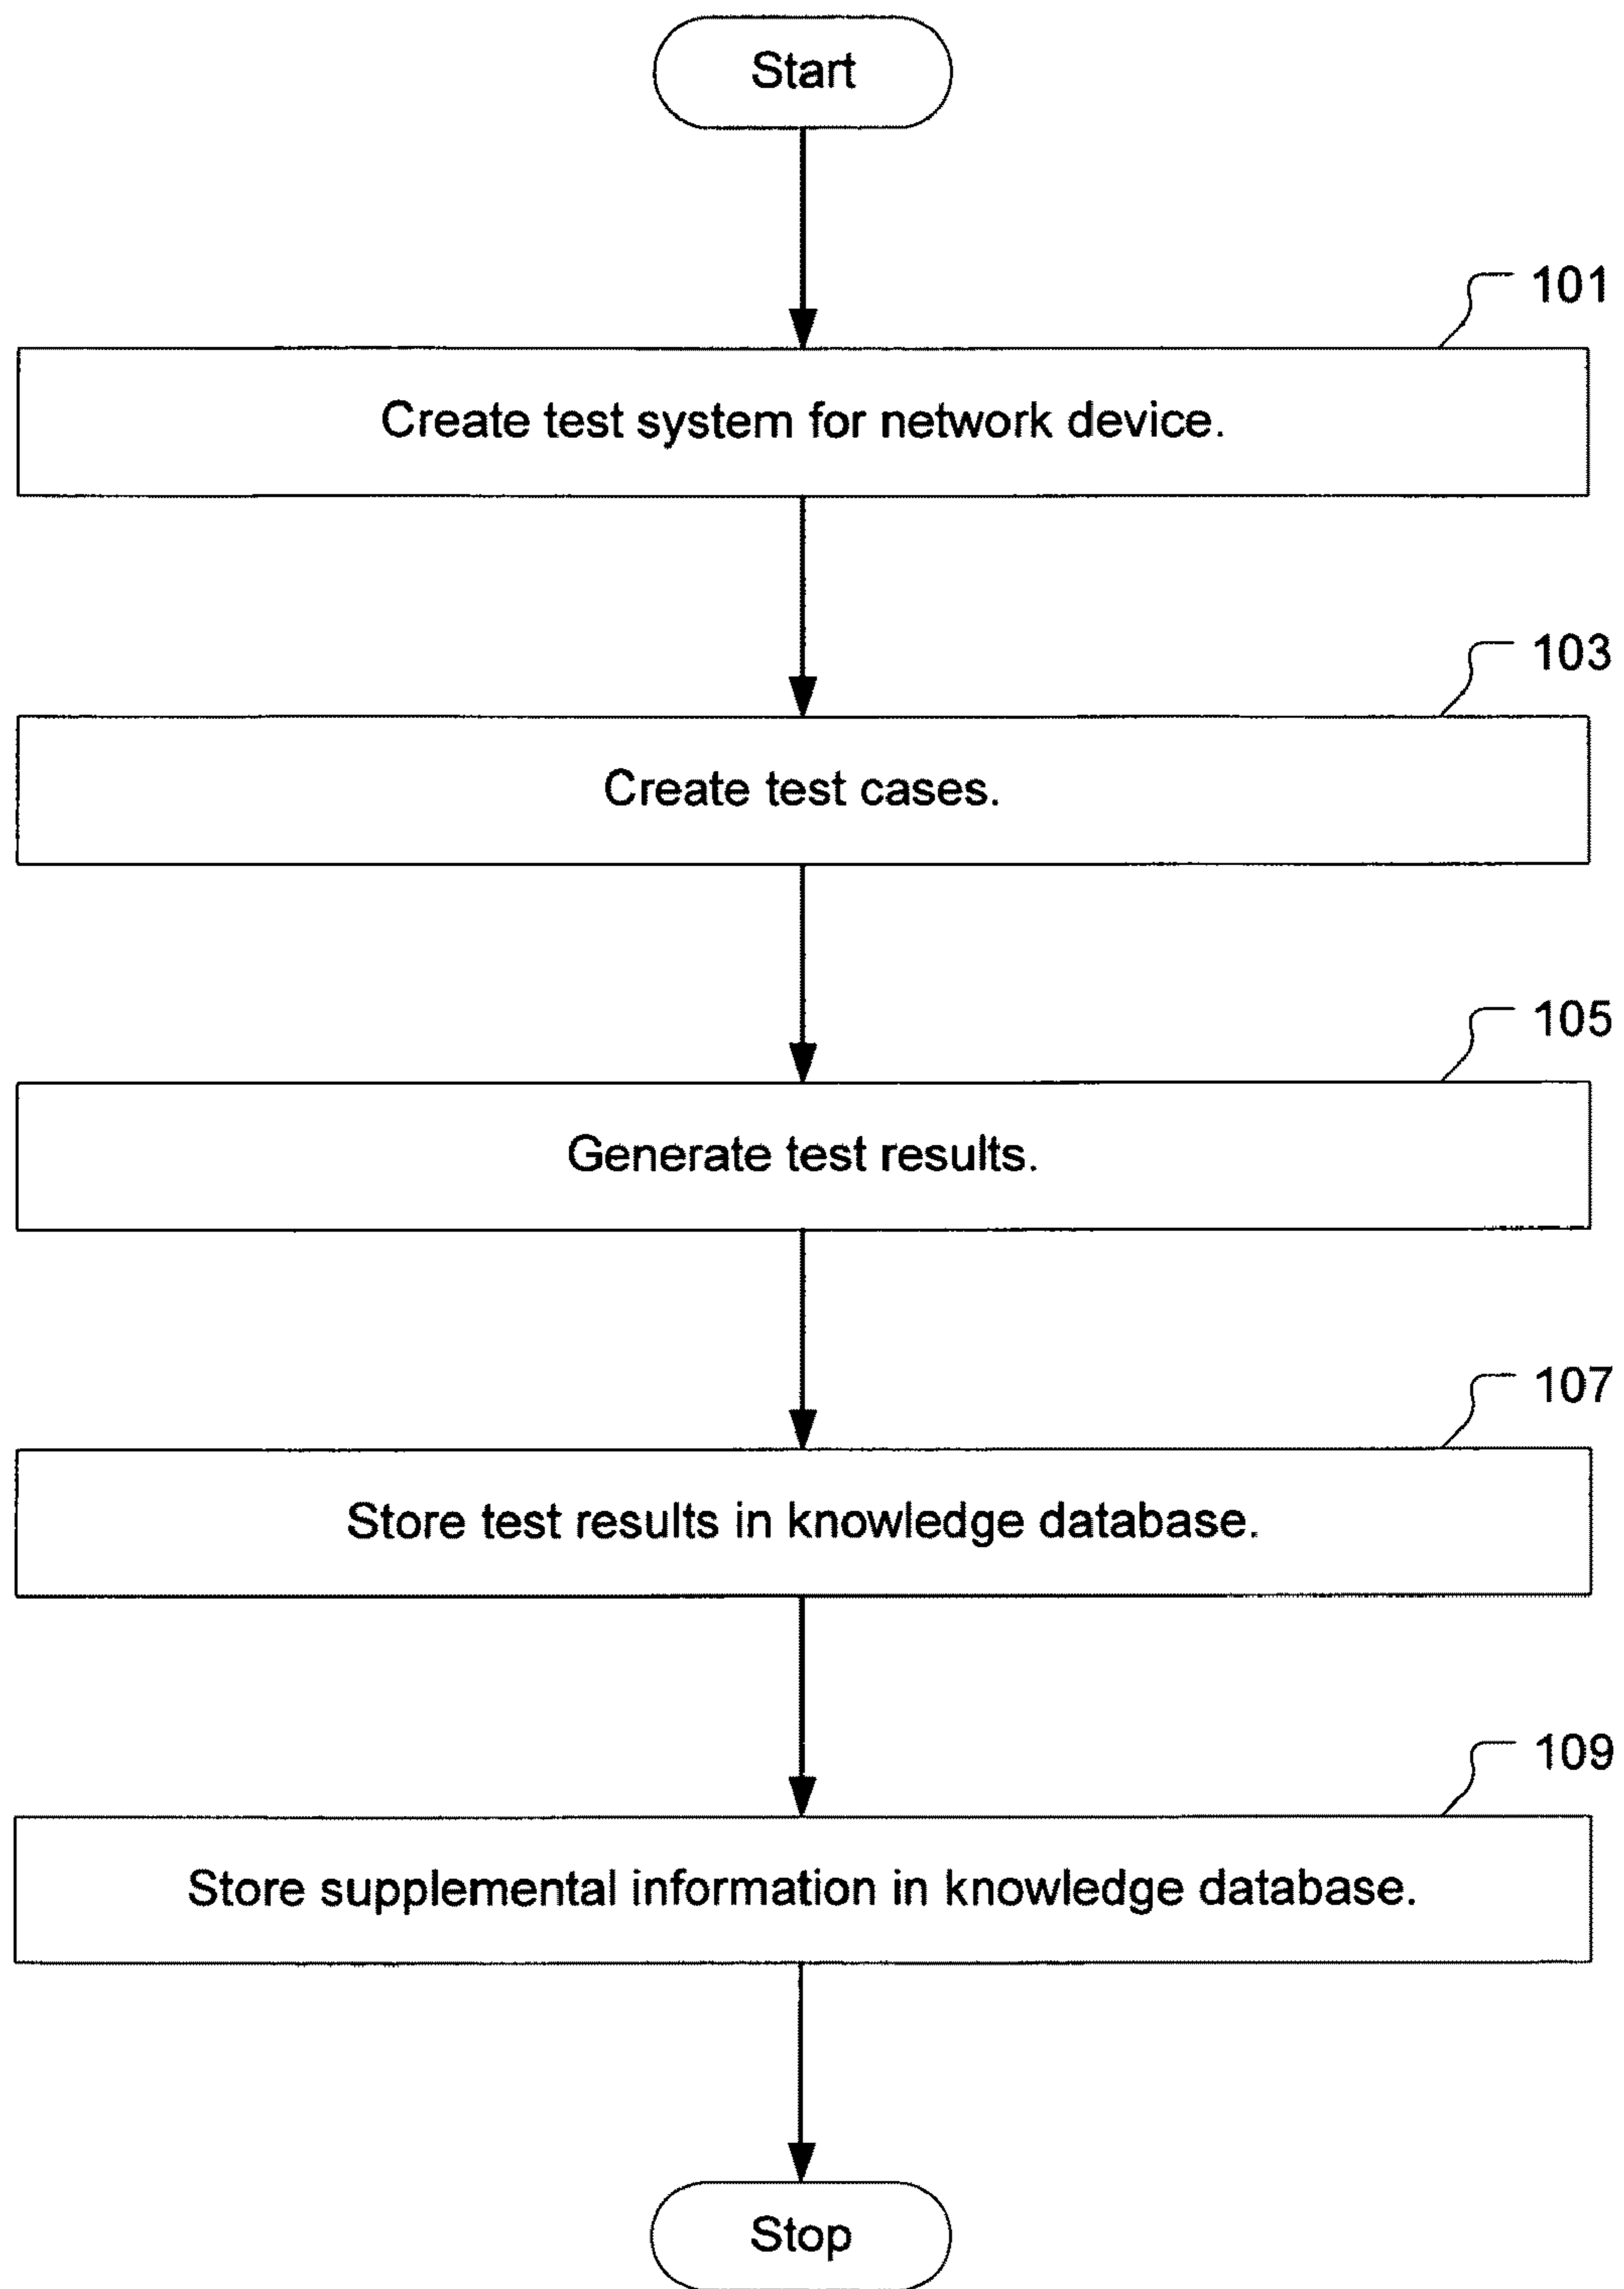 Start
101
Create test system for network device.
103
Create test cases.
105
Generate test results.
107
Store test results in knowledge database.
109
Store supplemental information in knowledge database.
Stop